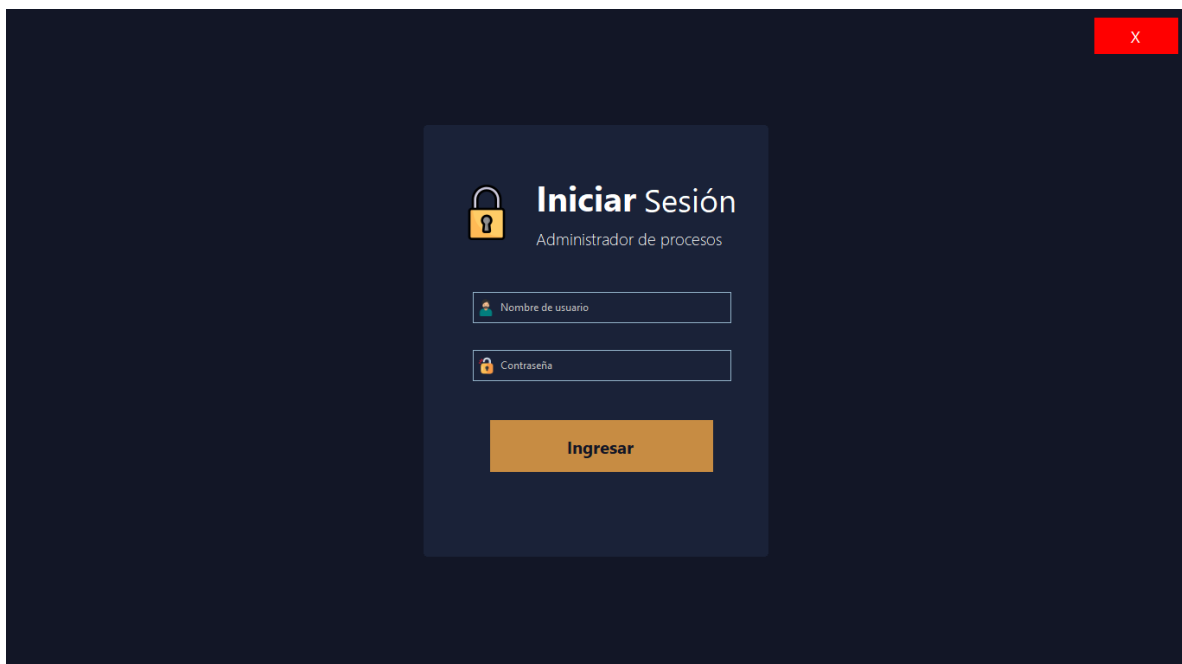 X
Iniciar Sesión
Administrador de procesos
Nombre de usuario
Contraseña
Ingresar